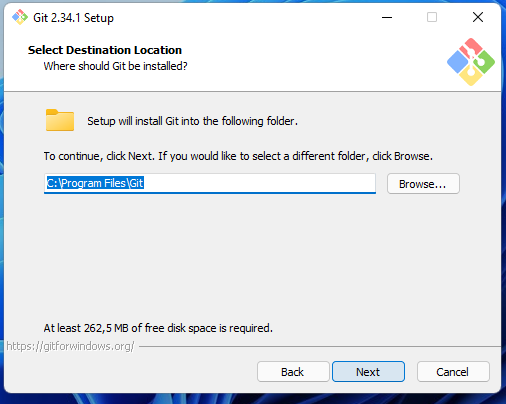 Git 2.34.1 Setup
Select Destination Location
Where should Git be installed?
Setup will install Git into the following folder.
To continue, click Next. If you would like to select a different folder, click Browse.
C:\Program Files\Git
Browse...
At least 262,5 MB of free disk space is required.
https://gitforwindows.org/
Back
Next
Cancel